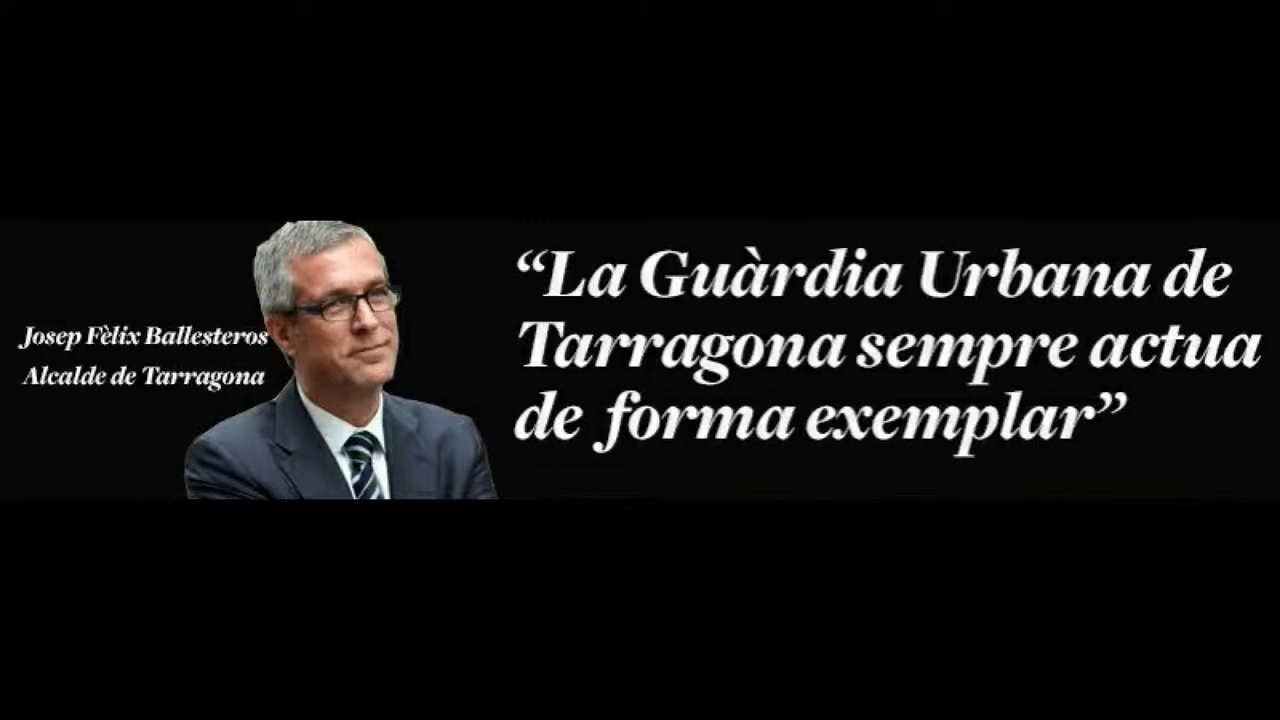 Josep Fèlix Ballesteros
Alcalde de Tarragona
“La Guàrdia Urbana de
Tarragona sempre actua
de forma exemplar”